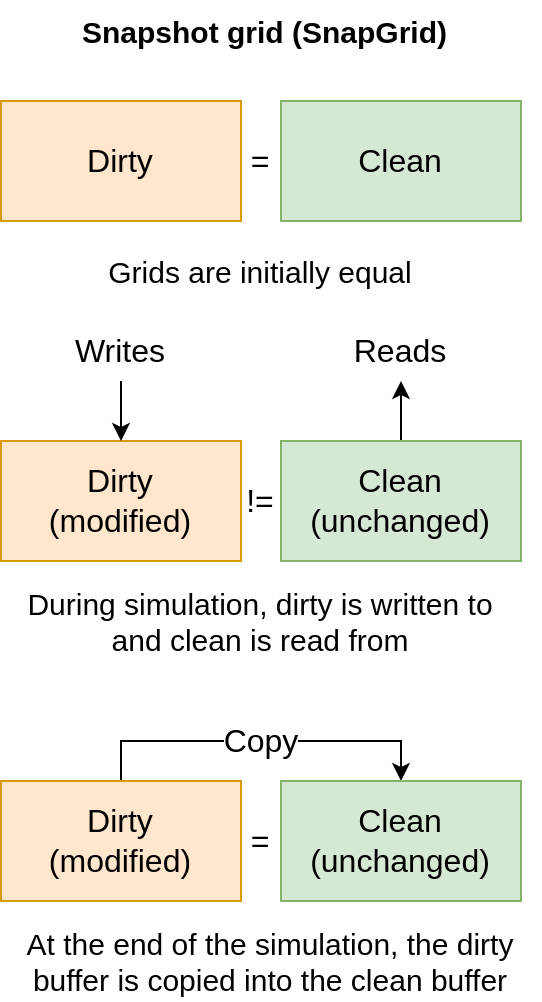 Snapshot grid (SnapGrid)
Dirty
=
Clean
Grids are initially equal
Writes
Reads
Dirty
(modified)
!=
Clean
(unchanged)
During simulation, dirty is written to
and clean is read from
Copy
Dirty
(modified)
=
Clean
(unchanged)
At the end of the simulation, the dirty
buffer is copied into the clean buffer